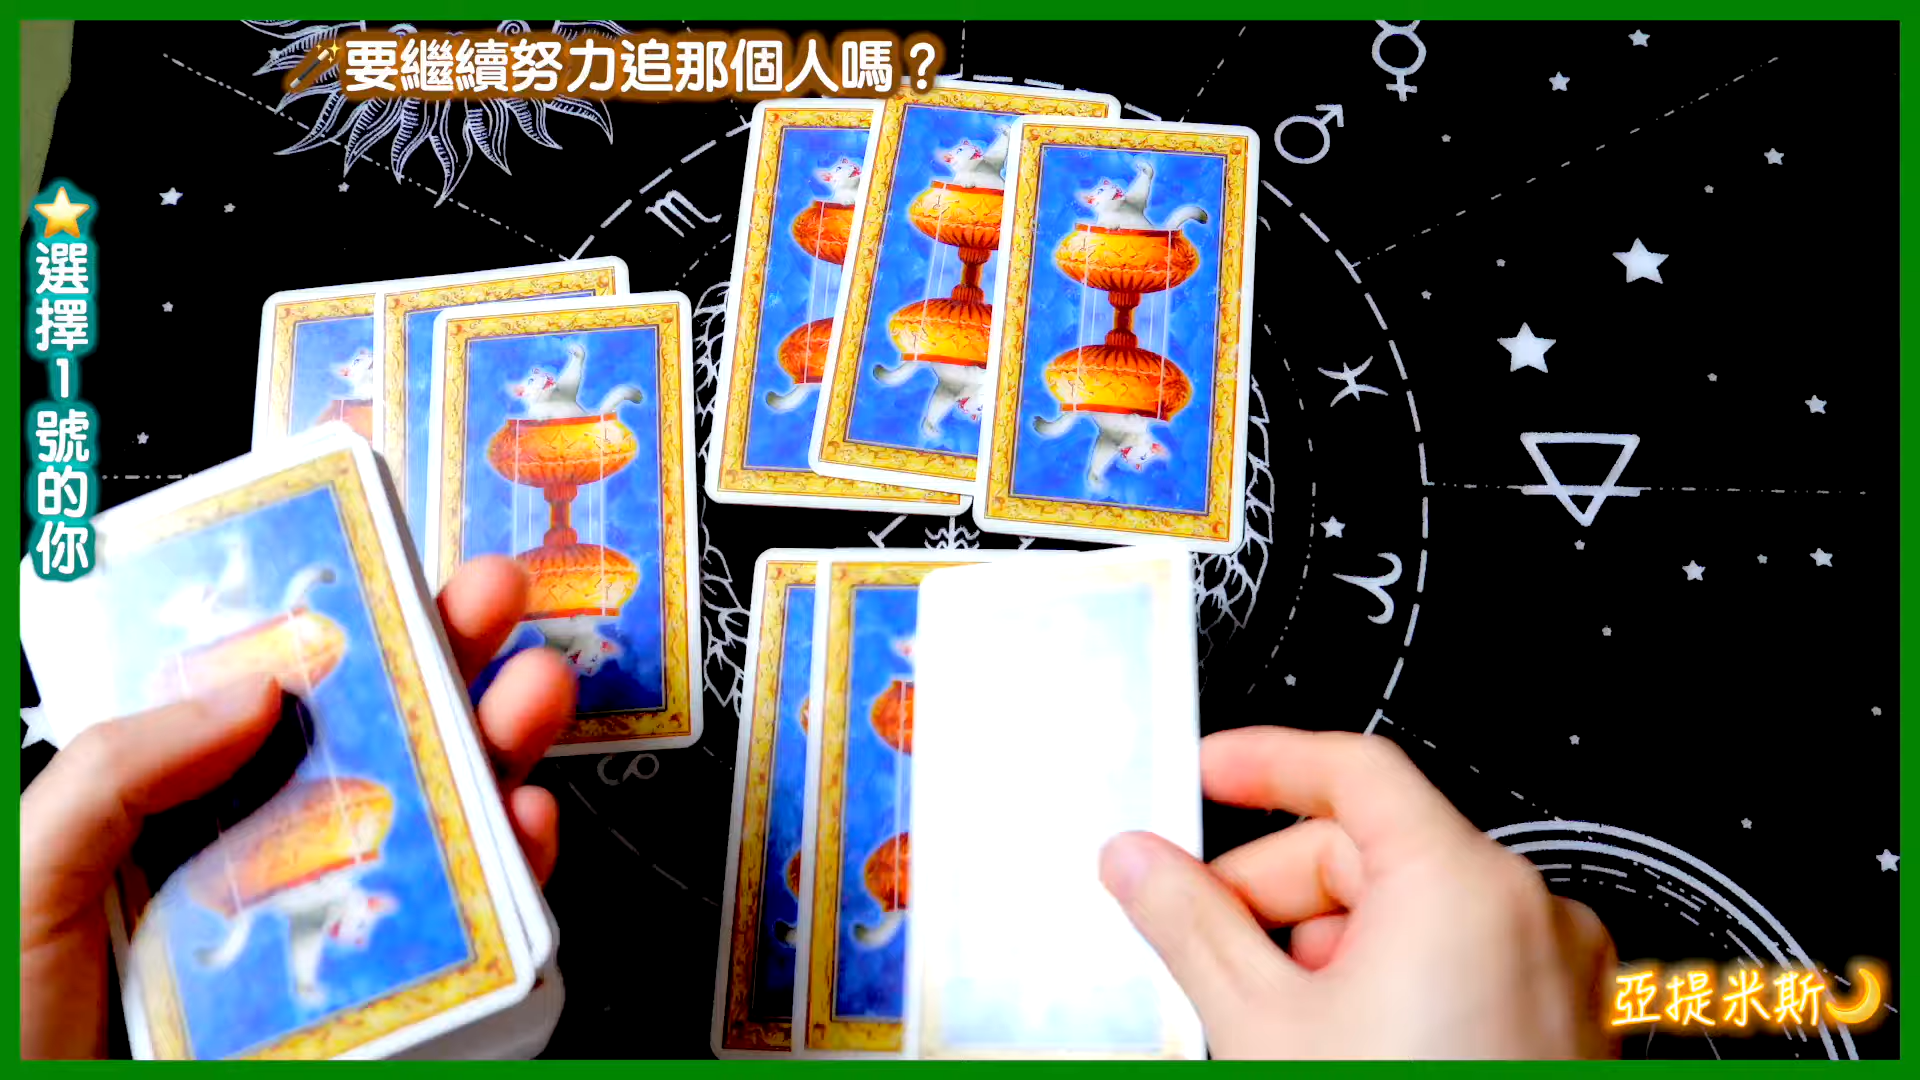 🪄要繼續努力追那個人嗎？
⭐選擇1號的你
亞提米斯🌙